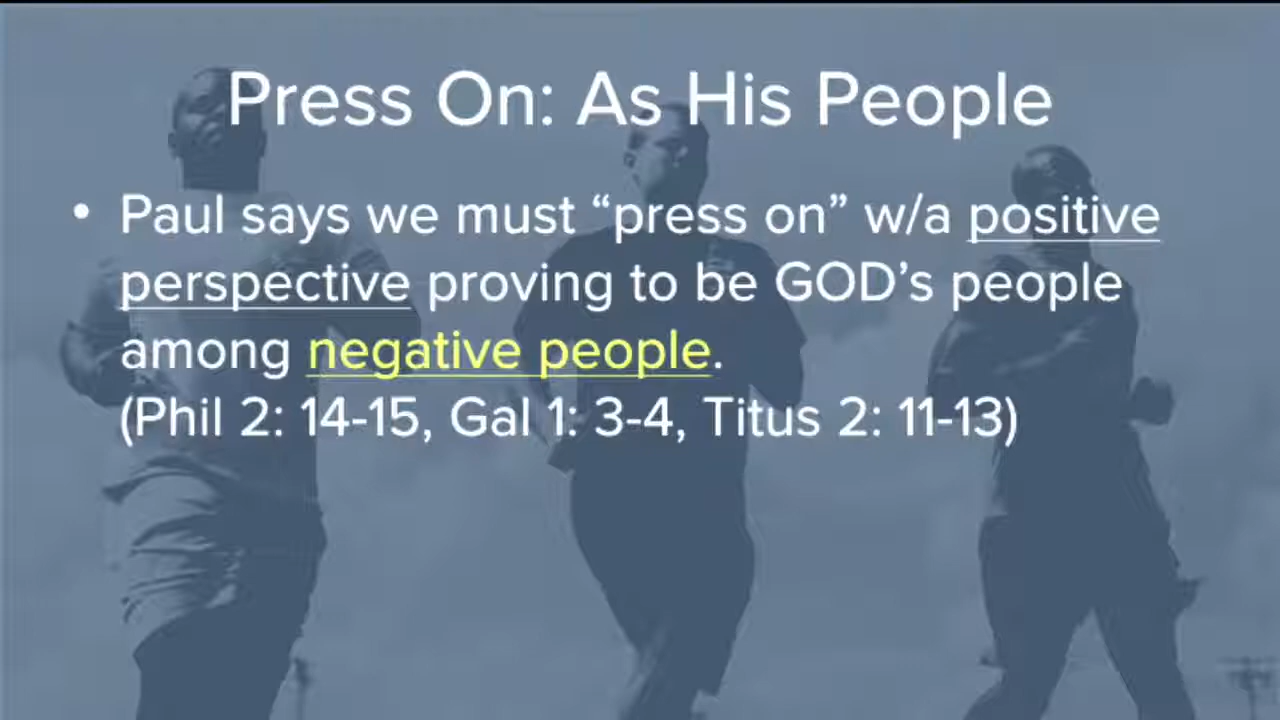 Press On: As His People
• Paul says we must “press on” w/a positive
perspective proving to be GOD’s people
among negative people.
(Phil 2: 14-15, Gal 1: 3-4, Titus 2: 11-13)